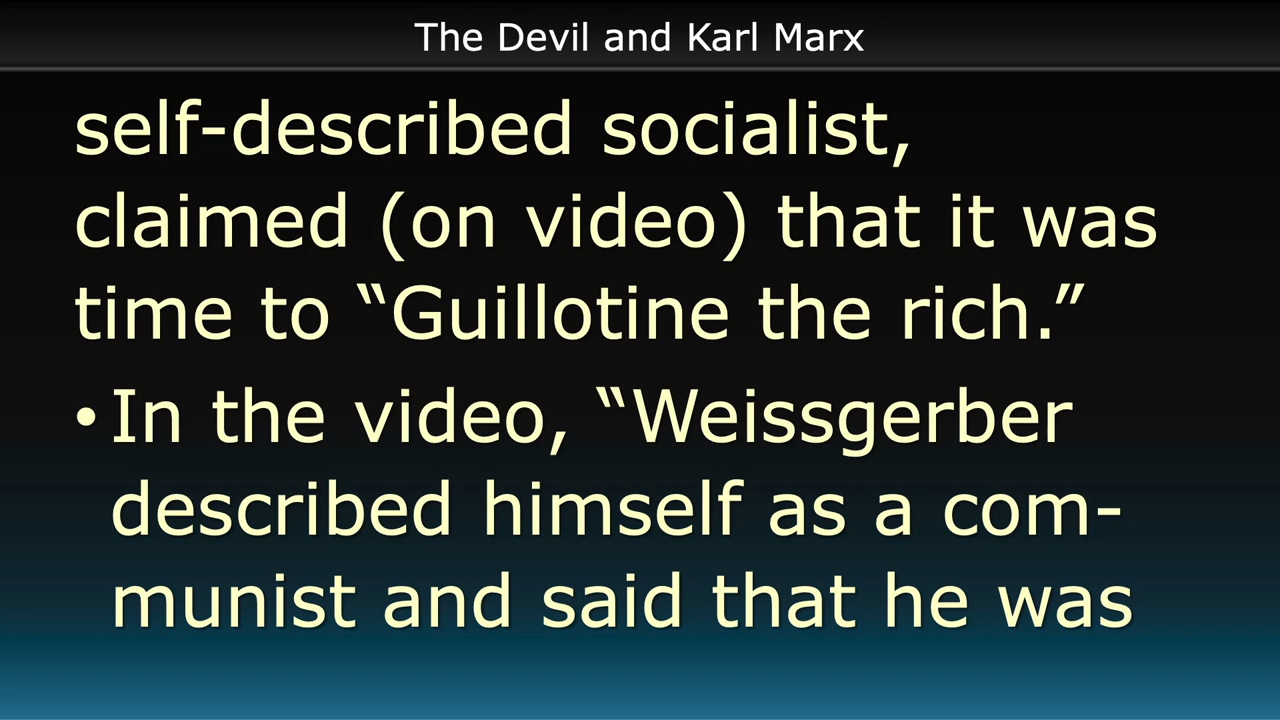 The Devil and Karl Marx
self-described socialist,
claimed (on video) that it was
time to “Guillotine the rich.”
• In the video, “Weissgerber
described himself as a com-
munist and said that he was